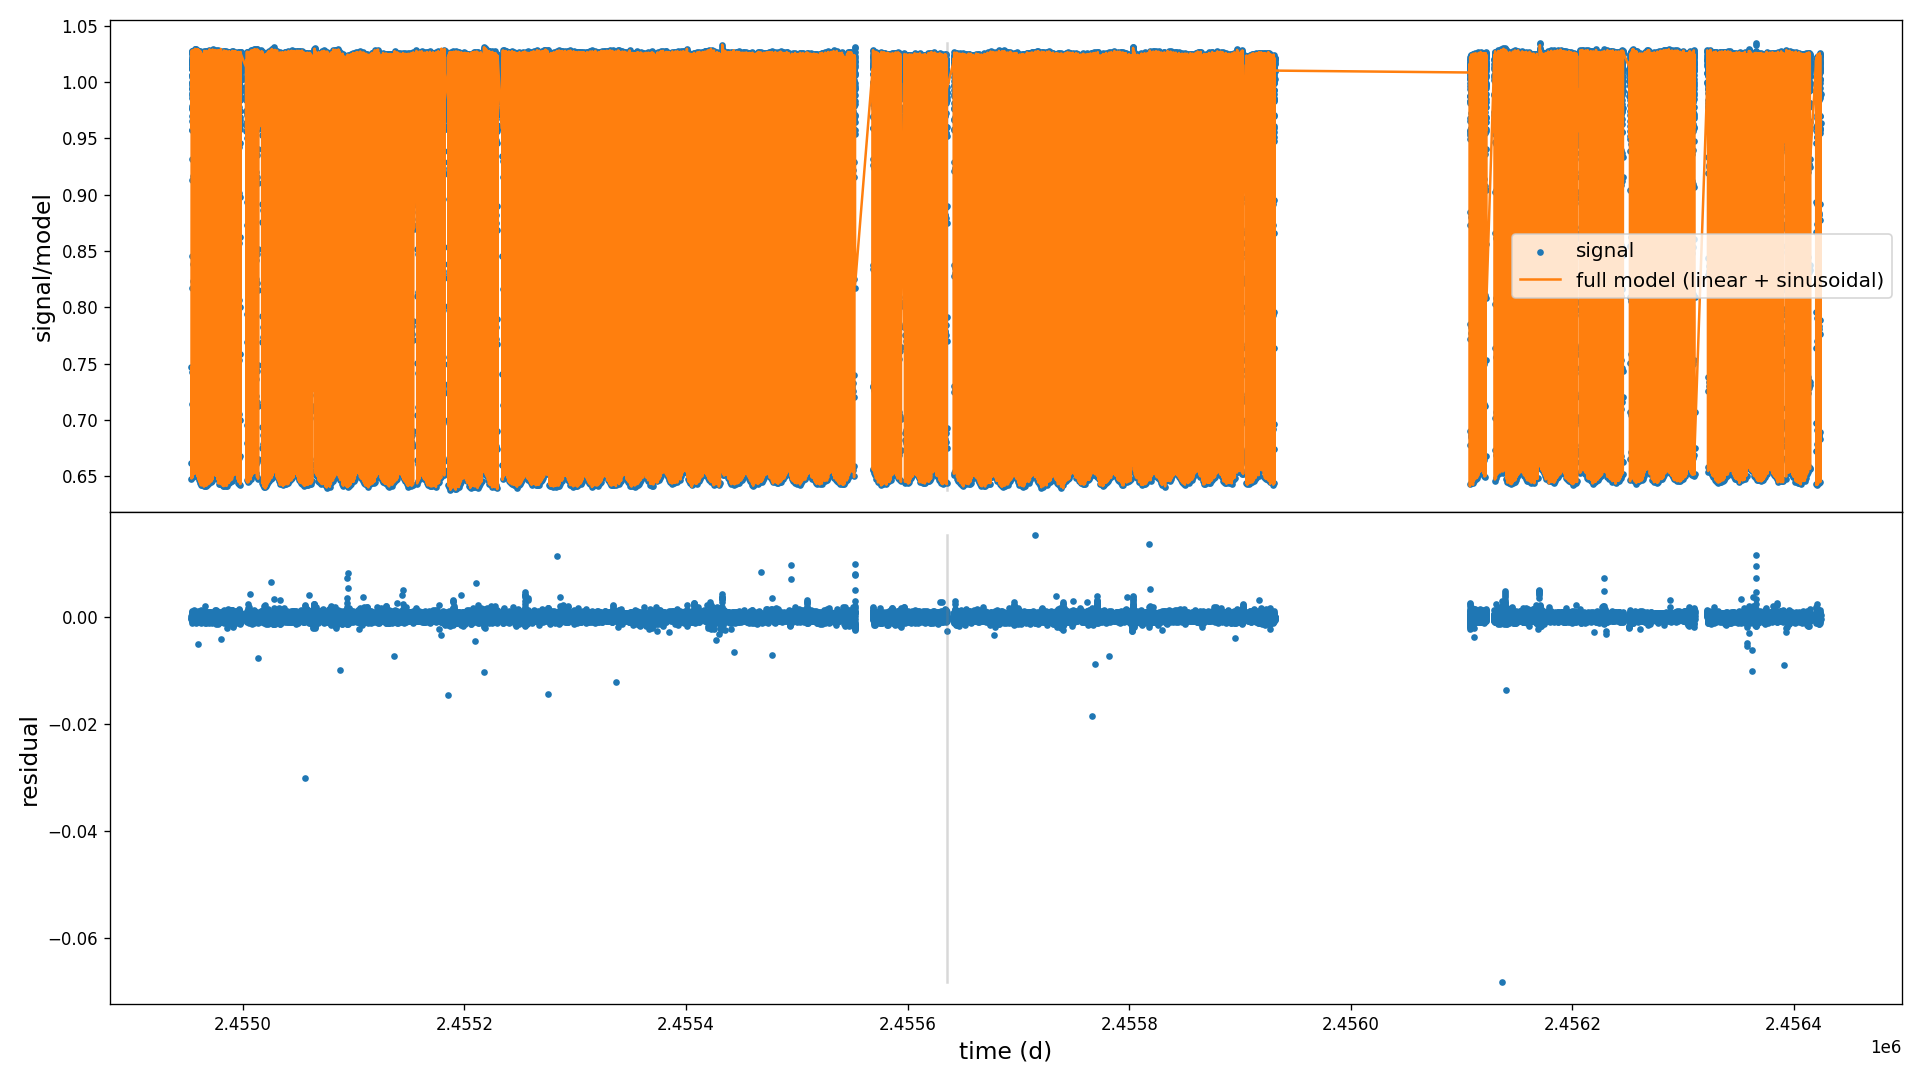 1.05
1.00
0.95
0.90
0.85
0.80
0.75
0.70
0.65
signal/model
signal
full model (linear + sinusoidal)
0.00
−0.02
−0.04
−0.06
residual
2.4550 2.4552 2.4554 2.4556 2.4558 2.4560 2.4562 2.4564
1e6
time (d)